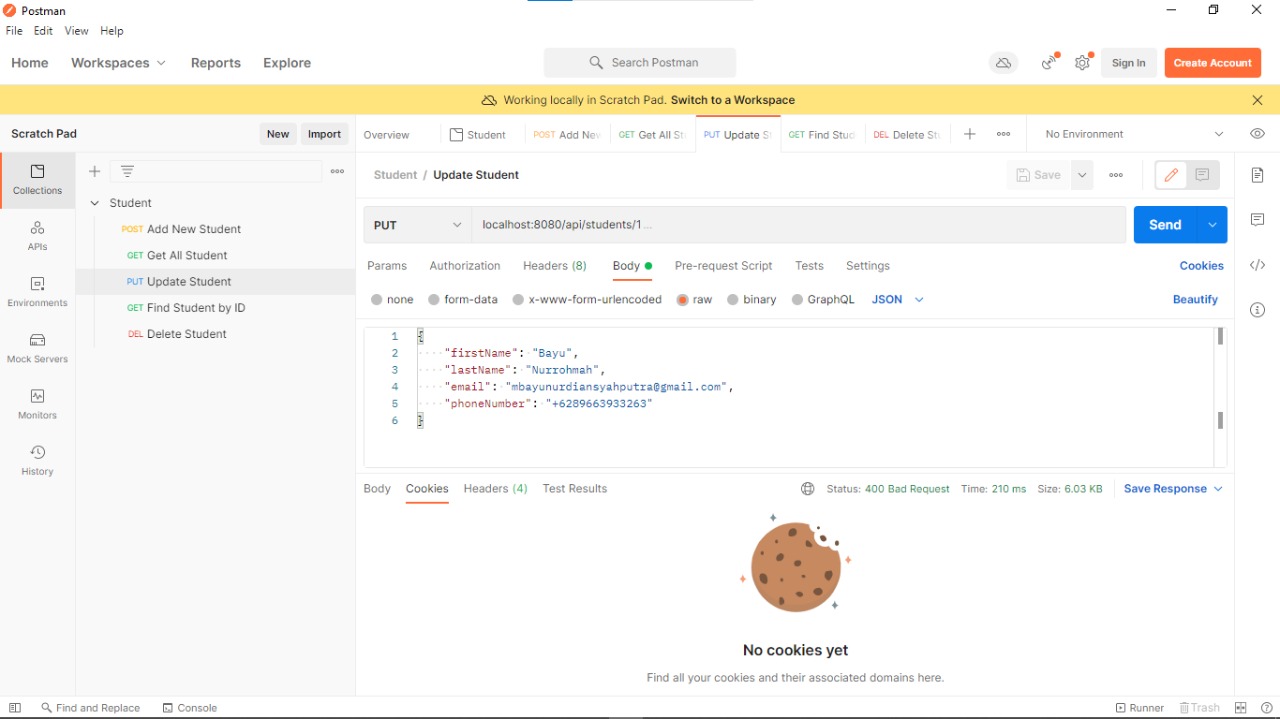 Postman
File Edit View Help
Home Workspaces Reports Explore Search Postman Sign In Create Account
Working locally in Scratch Pad. Switch to a Workspace
Scratch Pad New Import
Overview Student POST Add New GET Get All St PUT Update S GET Find Stud DEL Delete Stu No Environment
Collections
APIs
Environments
Mock Servers
Monitors
History
Student
POST Add New Student
GET Get All Student
PUT Update Student
GET Find Student by ID
DEL Delete Student
Student / Update Student Save
PUT localhost:8080/api/students/1 ... Send
Params Authorization Headers (8) Body Pre-request Script Tests Settings Cookies
none form-data x-www-form-urlencoded raw binary GraphQL JSON Beautify
1 {
2 ····"firstName":·"Bayu",
3 ····"lastName":·"Nurrohmah",
4 ····"email":·"mbayunurdiansyahputra@gmail.com",
5 ····"phoneNumber":·"+6289663933263"
6 }
Body Cookies Headers (4) Test Results Status: 400 Bad Request Time: 210 ms Size: 6.03 KB Save Response
No cookies yet
Find all your cookies and their associated domains here.
Find and Replace Console Runner Trash